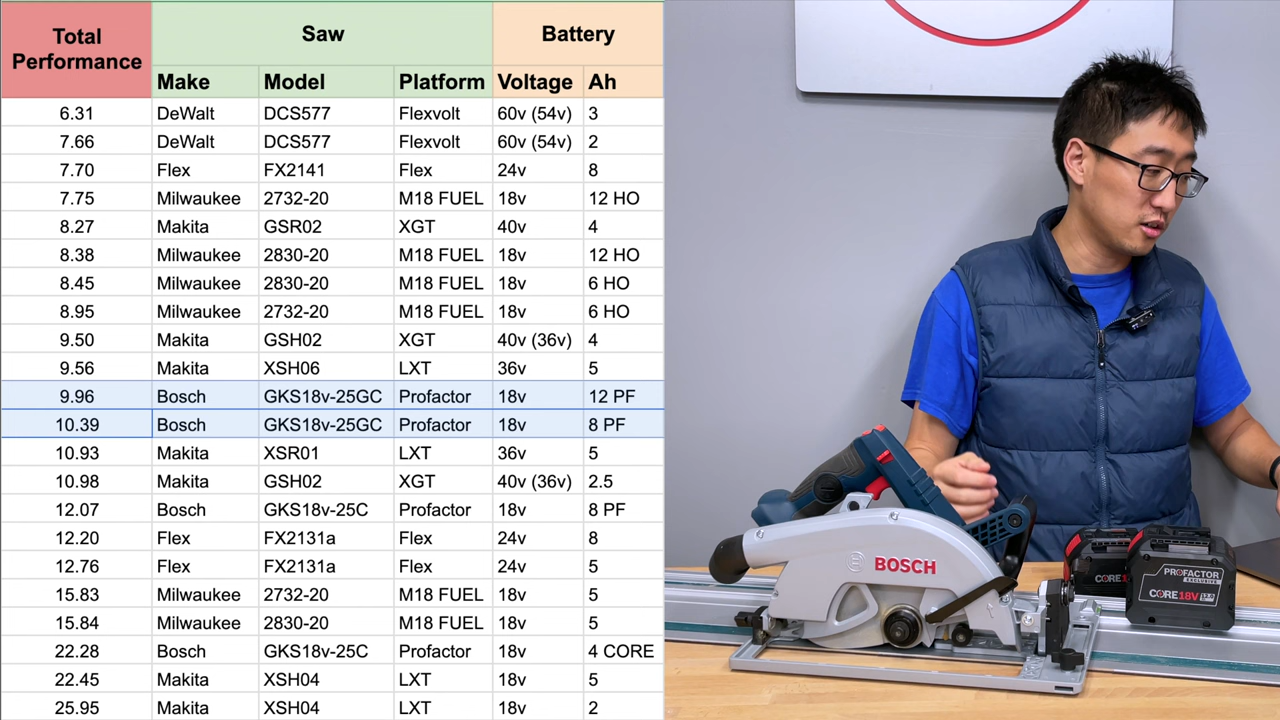 Total Performance Saw Battery
Make Model Platform Voltage Ah
6.31 DeWalt DCS577 Flexvolt 60v (54v) 3
7.66 DeWalt DCS577 Flexvolt 60v (54v) 2
7.70 Flex FX2141 Flex 24v 8
7.75 Milwaukee 2732-20 M18 FUEL 18v 12 HO
8.27 Makita GSR02 XGT 40v 4
8.38 Milwaukee 2830-20 M18 FUEL 18v 12 HO
8.45 Milwaukee 2830-20 M18 FUEL 18v 6 HO
8.95 Milwaukee 2732-20 M18 FUEL 18v 6 HO
9.50 Makita GSH02 XGT 40v (36v) 4
9.56 Makita XSH06 LXT 36v 5
9.96 Bosch GKS18v-25GC Profactor 18v 12 PF
10.39 Bosch GKS18v-25GC Profactor 18v 8 PF
10.93 Makita XSR01 LXT 36v 5
10.98 Makita GSH02 XGT 40v (36v) 2.5
12.07 Bosch GKS18v-25C Profactor 18v 8 PF
12.20 Flex FX2131a Flex 24v 8
12.76 Flex FX2131a Flex 24v 5
15.83 Milwaukee 2732-20 M18 FUEL 18v 5
15.84 Milwaukee 2830-20 M18 FUEL 18v 5
22.28 Bosch GKS18v-25C Profactor 18v 4 CORE
22.45 Makita XSH04 LXT 18v 5
25.95 Makita XSH04 LXT 18v 2
BOSCH
CORE
PROFACTOR
EXCLUSIVE
CORE18V